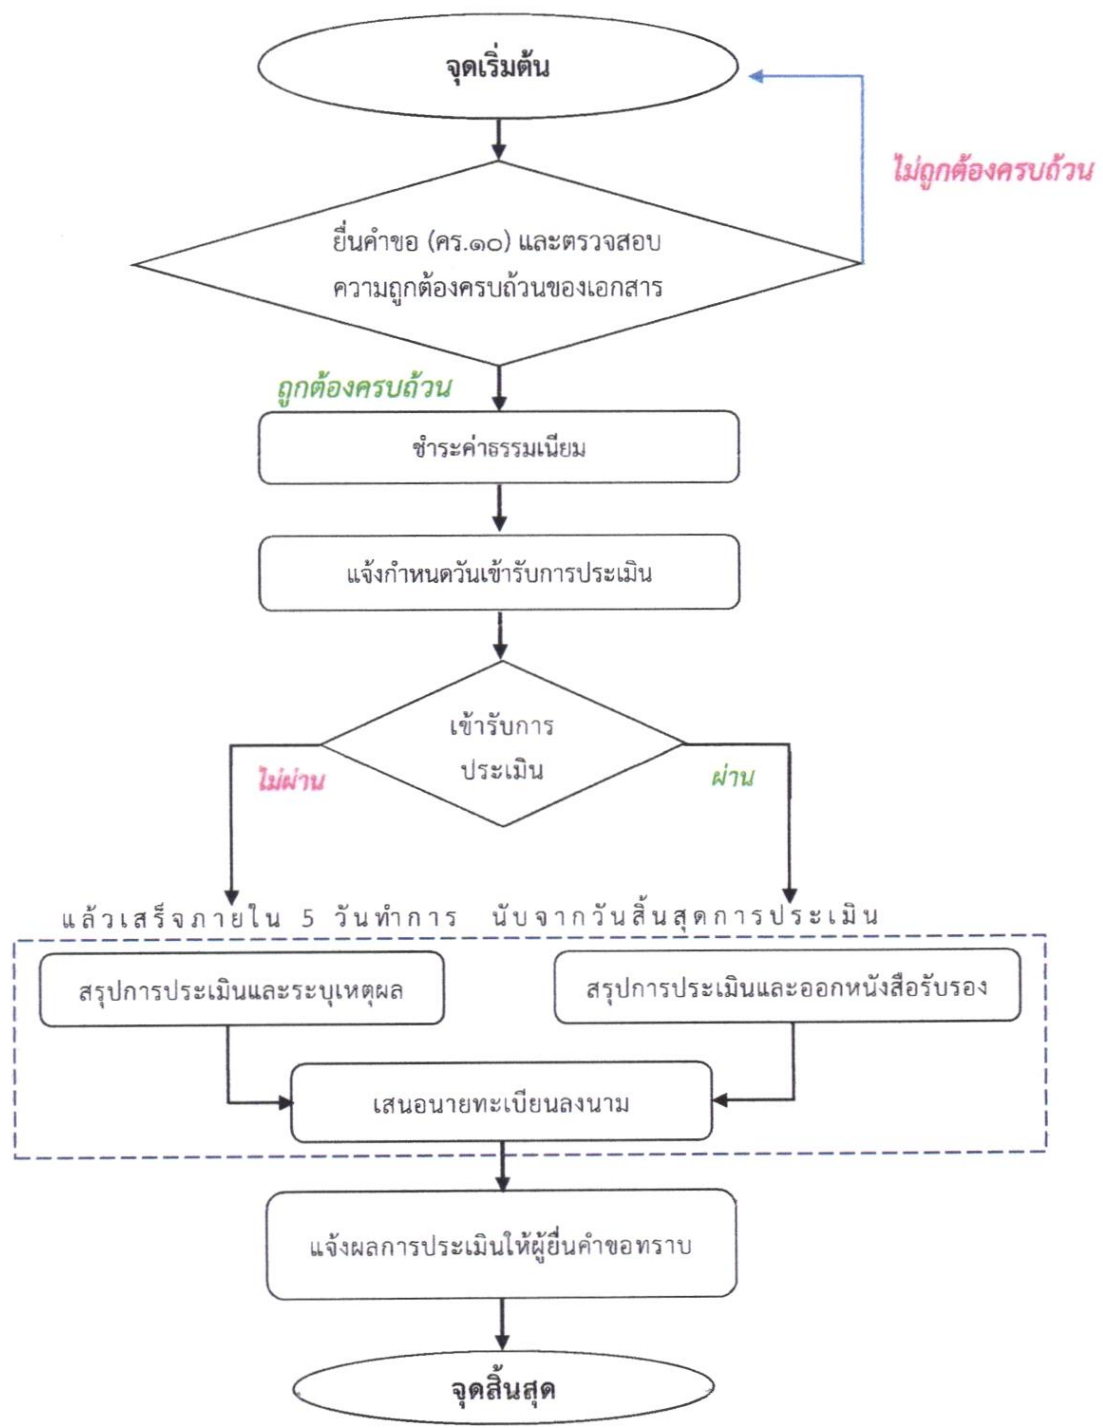 จุดเริ่มต้น
ไม่ถูกต้องครบถ้วน
ยื่นคำขอ (คร.๑๐) และตรวจสอบ
ความถูกต้องครบถ้วนของเอกสาร
ถูกต้องครบถ้วน
ชำระค่าธรรมเนียม
แจ้งกำหนดวันเข้ารับการประเมิน
เข้ารับการ
ประเมิน
ไม่ผ่าน
ผ่าน
แล้วเสร็จภายใน 5 วันทำการ นับจากวันสิ้นสุดการประเมิน
สรุปการประเมินและระบุเหตุผล
สรุปการประเมินและออกหนังสือรับรอง
เสนอนายทะเบียนลงนาม
แจ้งผลการประเมินให้ผู้ยื่นคำขอทราบ
จุดสิ้นสุด